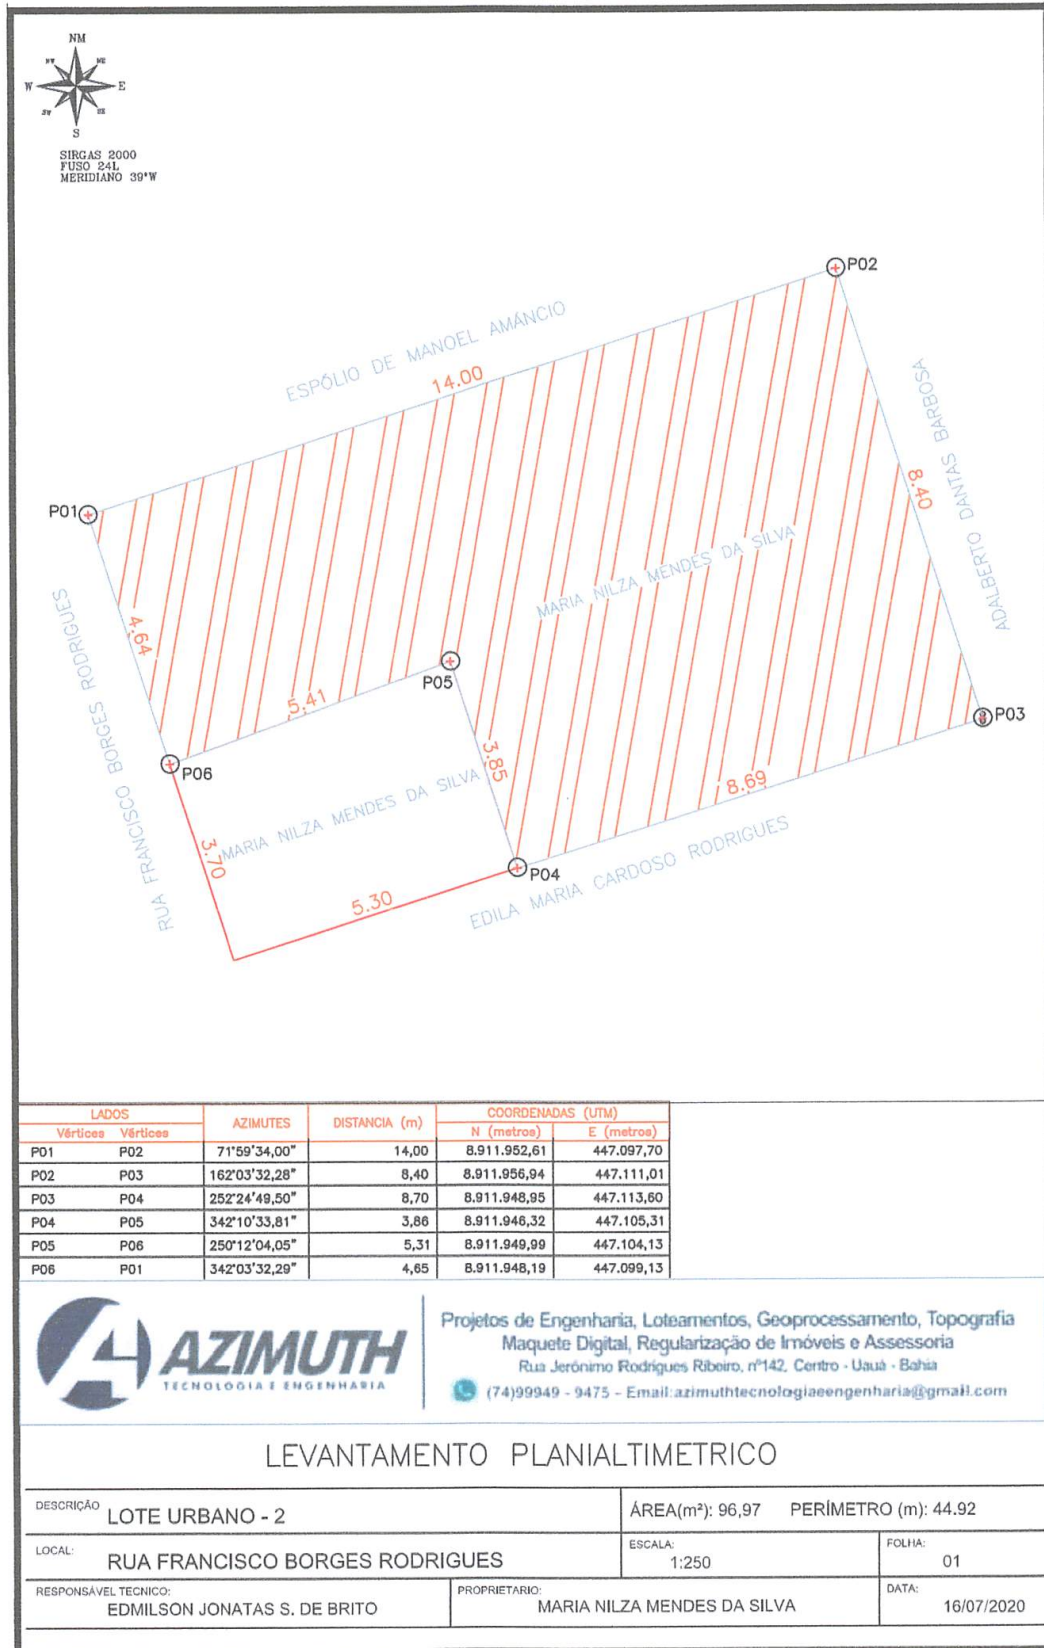 NM
NW NE
W E
SW SE
S
SIRGAS 2000
FUSO 24L
MERIDIANO 39°W
P02
ESPÓLIO DE MANOEL AMÂNCIO
14.00
ADALBERTO DANTAS BARBOSA
8.40
P01
MARIA NILZA MENDES DA SILVA
RUA FRANCISCO BORGES RODRIGUES
4.64
P05
5.41
P03
3.85
P06
8.69
MARIA NILZA MENDES DA SILVA
3.70
P04
EDILA MARIA CARDOSO RODRIGUES
5.30
LADOS AZIMUTES DISTANCIA (m) COORDENADAS (UTM)
Vértices Vértices N (metros) E (metros)
P01 P02 71°59'34,00" 14,00 8.911.952,61 447.097,70
P02 P03 162°03'32,28" 8,40 8.911.956,94 447.111,01
P03 P04 252°24'49,50" 8,70 8.911.948,95 447.113,60
P04 P05 342°10'33,81" 3,86 8.911.946,32 447.105,31
P05 P06 250°12'04,05" 5,31 8.911.949,99 447.104,13
P06 P01 342°03'32,29" 4,65 8.911.948,19 447.099,13
AZIMUTH
TECNOLOGIA E ENGENHARIA
Projetos de Engenharia, Loteamentos, Geoprocessamento, Topografia
Maquete Digital, Regularização de Imóveis e Assessoria
Rua Jerónimo Rodrigues Ribeiro, nº142, Centro - Uauá - Bahia
(74)99949 - 9475 - Email:azimuthtecnologiaeengenharia@gmail.com
LEVANTAMENTO PLANIALTIMETRICO
DESCRIÇÃO LOTE URBANO - 2 ÁREA(m²): 96,97 PERÍMETRO (m): 44.92
LOCAL: RUA FRANCISCO BORGES RODRIGUES ESCALA: 1:250 FOLHA: 01
RESPONSÁVEL TECNICO: EDMILSON JONATAS S. DE BRITO PROPRIETARIO: MARIA NILZA MENDES DA SILVA DATA: 16/07/2020